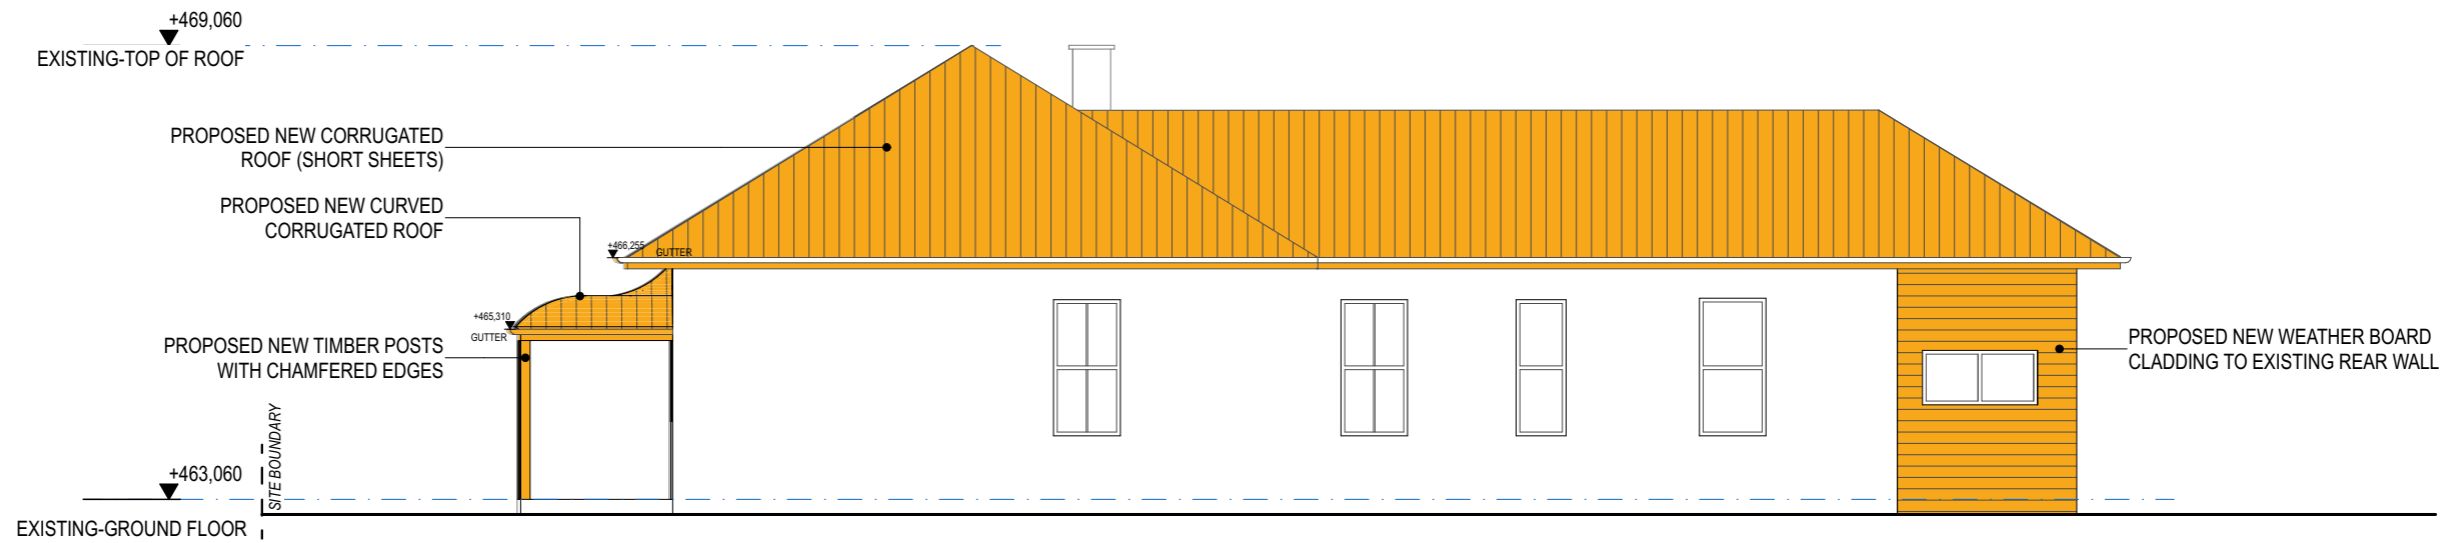 +469,060
EXISTING-TOP OF ROOF
PROPOSED NEW CORRUGATED
ROOF (SHORT SHEETS)
PROPOSED NEW CURVED
CORRUGATED ROOF
+466,255
GUTTER
+465,310
GUTTER
PROPOSED NEW TIMBER POSTS
WITH CHAMFERED EDGES
PROPOSED NEW WEATHER BOARD
CLADDING TO EXISTING REAR WALL
SITE BOUNDARY
+463,060
EXISTING-GROUND FLOOR